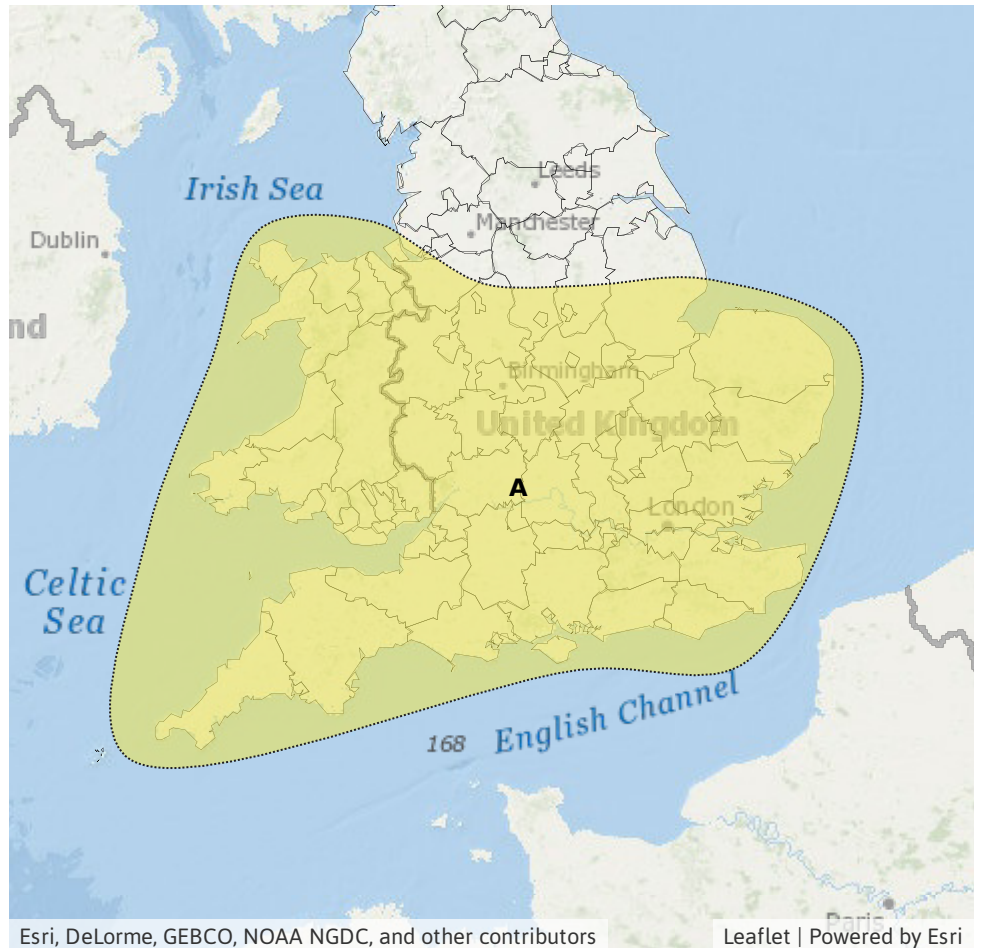 Leeds
Irish Sea
Manchester
Dublin
nd
Birmingham
United Kingdom
A
London
Celtic
Sea
English Channel
168
Paris
Esri, DeLorme, GEBCO, NOAA NGDC, and other contributors
Leaflet | Powered by Esri